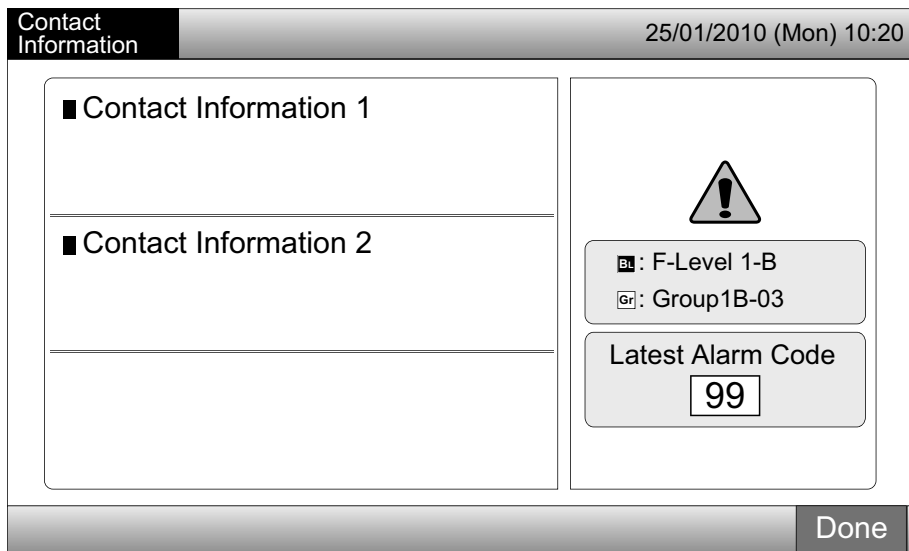 Contact
Information
25/01/2010 (Mon) 10:20
■ Contact Information 1
■ Contact Information 2
BL: F-Level 1-B
Gr: Group1B-03
Latest Alarm Code
99
Done